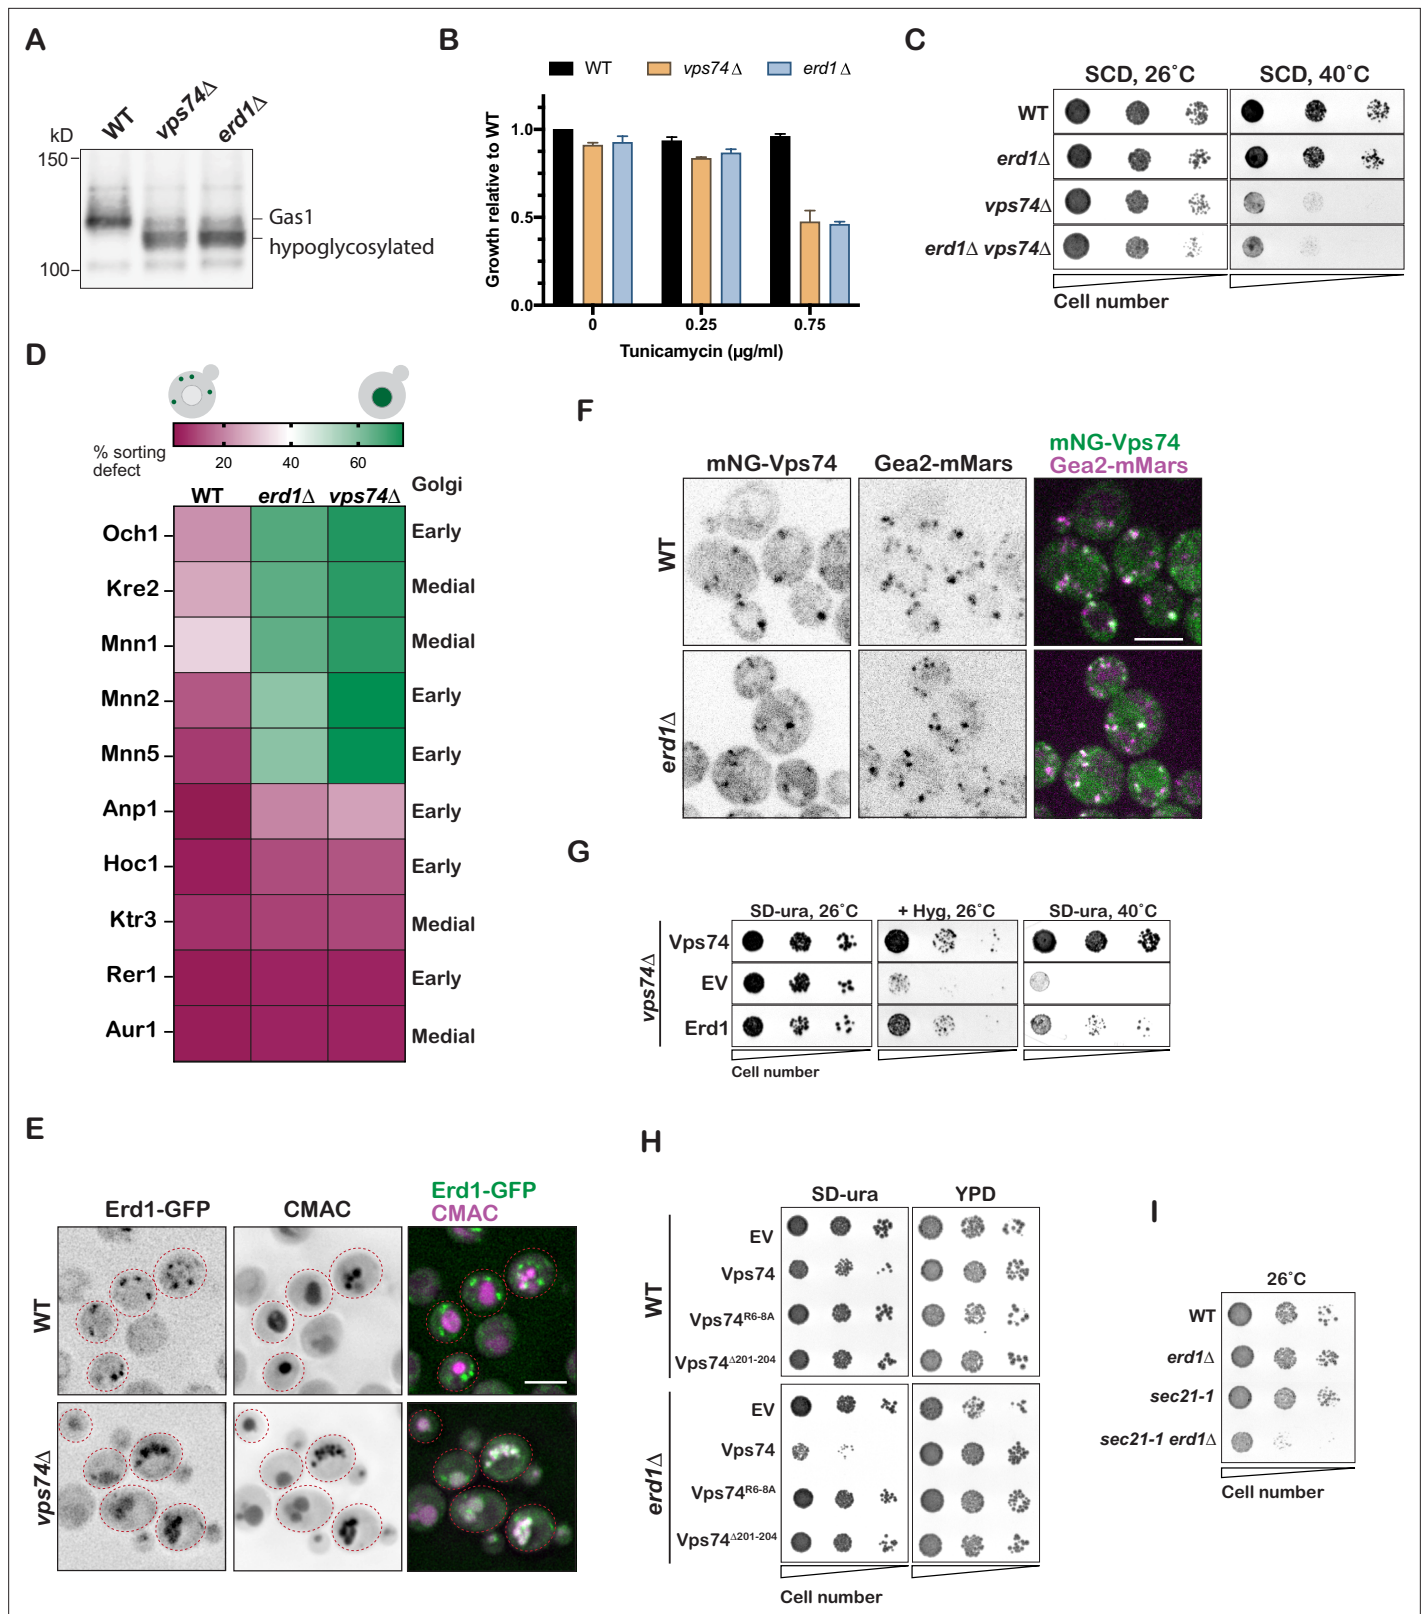 A
WT
vps74Δ
erd1Δ
kD
150
100
Gas1
hypoglycosylated
B
WT
vps74Δ
erd1Δ
Growth relative to WT
1.0
0.5
0.0
0
0.25
0.75
Tunicamycin (µg/ml)
C
SCD, 26˚C
SCD, 40˚C
WT
erd1Δ
vps74Δ
erd1Δ vps74Δ
Cell number
D
% sorting
defect
20
40
60
WT
erd1Δ
vps74Δ
Golgi
Och1
Early
Kre2
Medial
Mnn1
Medial
Mnn2
Early
Mnn5
Early
Anp1
Early
Hoc1
Early
Ktr3
Medial
Rer1
Early
Aur1
Medial
E
Erd1-GFP
CMAC
Erd1-GFP
CMAC
WT
vps74Δ
F
mNG-Vps74
Gea2-mMars
mNG-Vps74
Gea2-mMars
WT
erd1Δ
G
SD-ura, 26˚C
+ Hyg, 26˚C
SD-ura, 40˚C
vps74Δ
Vps74
EV
Erd1
Cell number
H
SD-ura
YPD
WT
EV
Vps74
Vps74R6-8A
Vps74Δ201-204
erd1Δ
EV
Vps74
Vps74R6-8A
Vps74Δ201-204
Cell number
I
26˚C
WT
erd1Δ
sec21-1
sec21-1 erd1Δ
Cell number